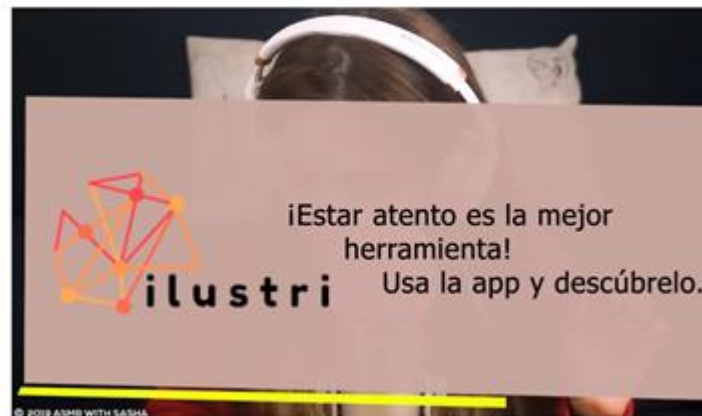 ¡Estar atento es la mejor
herramienta!
Usa la app y descúbrelo.
ilustri
© 2019 ASMR WITH SASHA